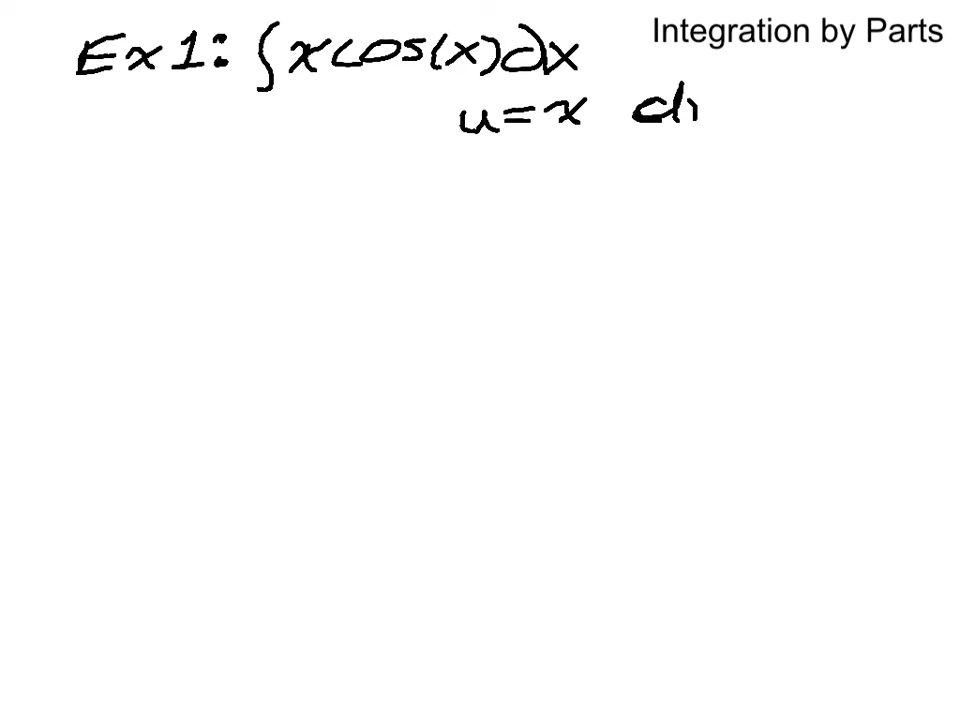 Integration by Parts
Ex 1: ∫xcos(x)dx
u=x